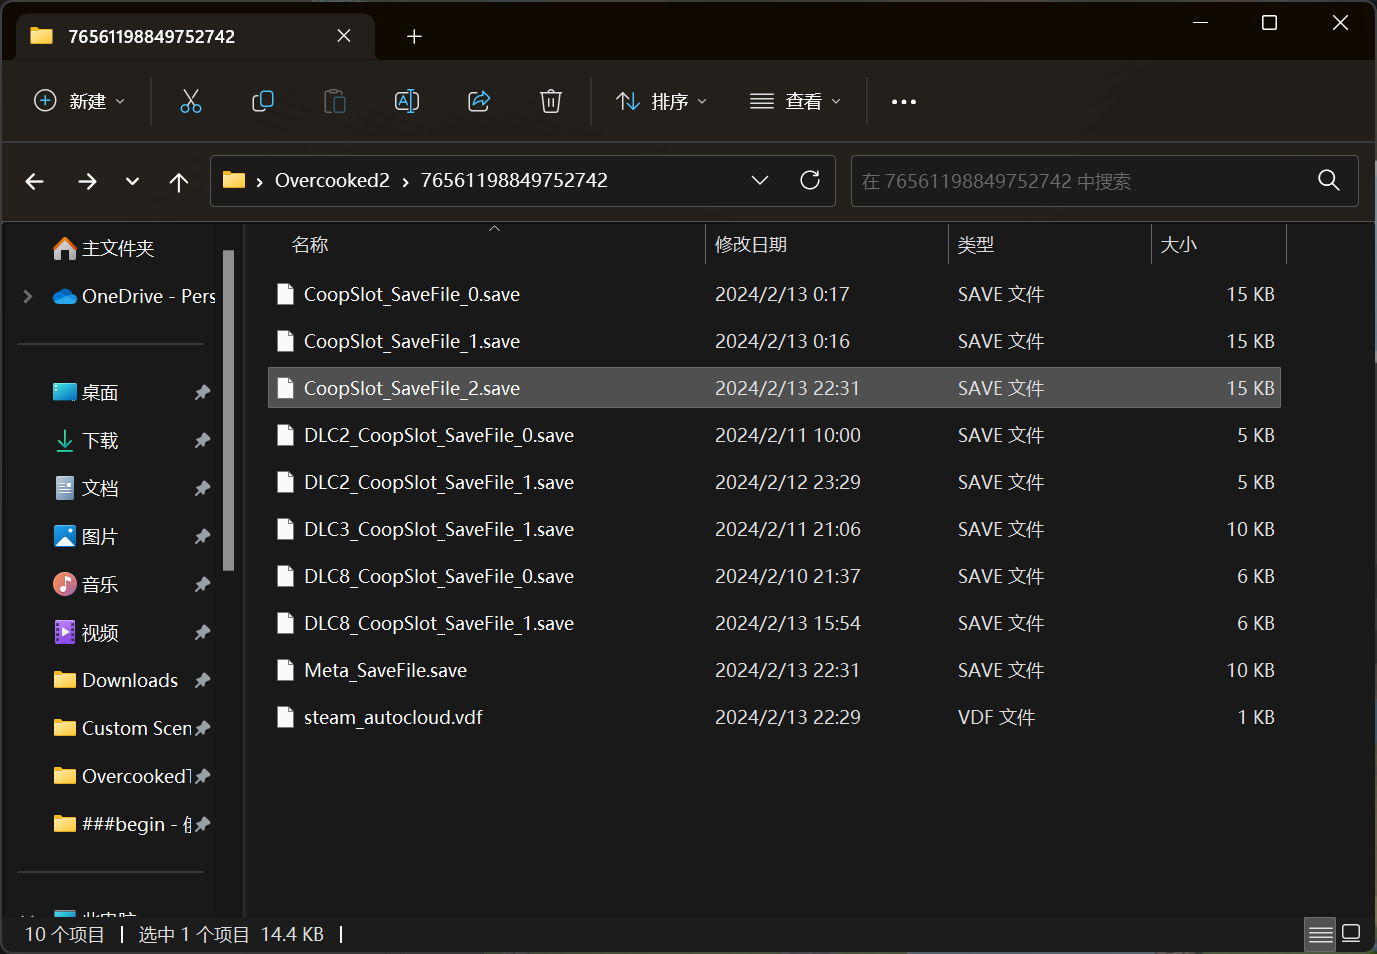 76561198849752742
新建
排序
查看
Overcooked2
76561198849752742
在 76561198849752742 中搜索
主文件夹
OneDrive - Pers
桌面
下载
文档
图片
音乐
视频
Downloads
Custom Scen
Overcooked
###begin -
此电脑
名称 修改日期 类型 大小
CoopSlot_SaveFile_0.save 2024/2/13 0:17 SAVE 文件 15 KB
CoopSlot_SaveFile_1.save 2024/2/13 0:16 SAVE 文件 15 KB
CoopSlot_SaveFile_2.save 2024/2/13 22:31 SAVE 文件 15 KB
DLC2_CoopSlot_SaveFile_0.save 2024/2/11 10:00 SAVE 文件 5 KB
DLC2_CoopSlot_SaveFile_1.save 2024/2/12 23:29 SAVE 文件 5 KB
DLC3_CoopSlot_SaveFile_1.save 2024/2/11 21:06 SAVE 文件 10 KB
DLC8_CoopSlot_SaveFile_0.save 2024/2/10 21:37 SAVE 文件 6 KB
DLC8_CoopSlot_SaveFile_1.save 2024/2/13 15:54 SAVE 文件 6 KB
Meta_SaveFile.save 2024/2/13 22:31 SAVE 文件 10 KB
steam_autocloud.vdf 2024/2/13 22:29 VDF 文件 1 KB
10 个项目 选中 1 个项目 14.4 KB